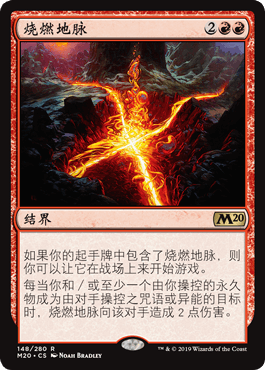 烧燃地脉 2
结界 M20
如果你的起手牌中包含了烧燃地脉，则
你可以让它在战场上来开始游戏。
每当你和／或至少一个由你操控的永久
物成为由对手操控之咒语或异能的目标
时，烧燃地脉向该对手造成2点伤害。
148/280 R
M20 • CS NOAH BRADLEY
™ & © 2019 Wizards of the Coast